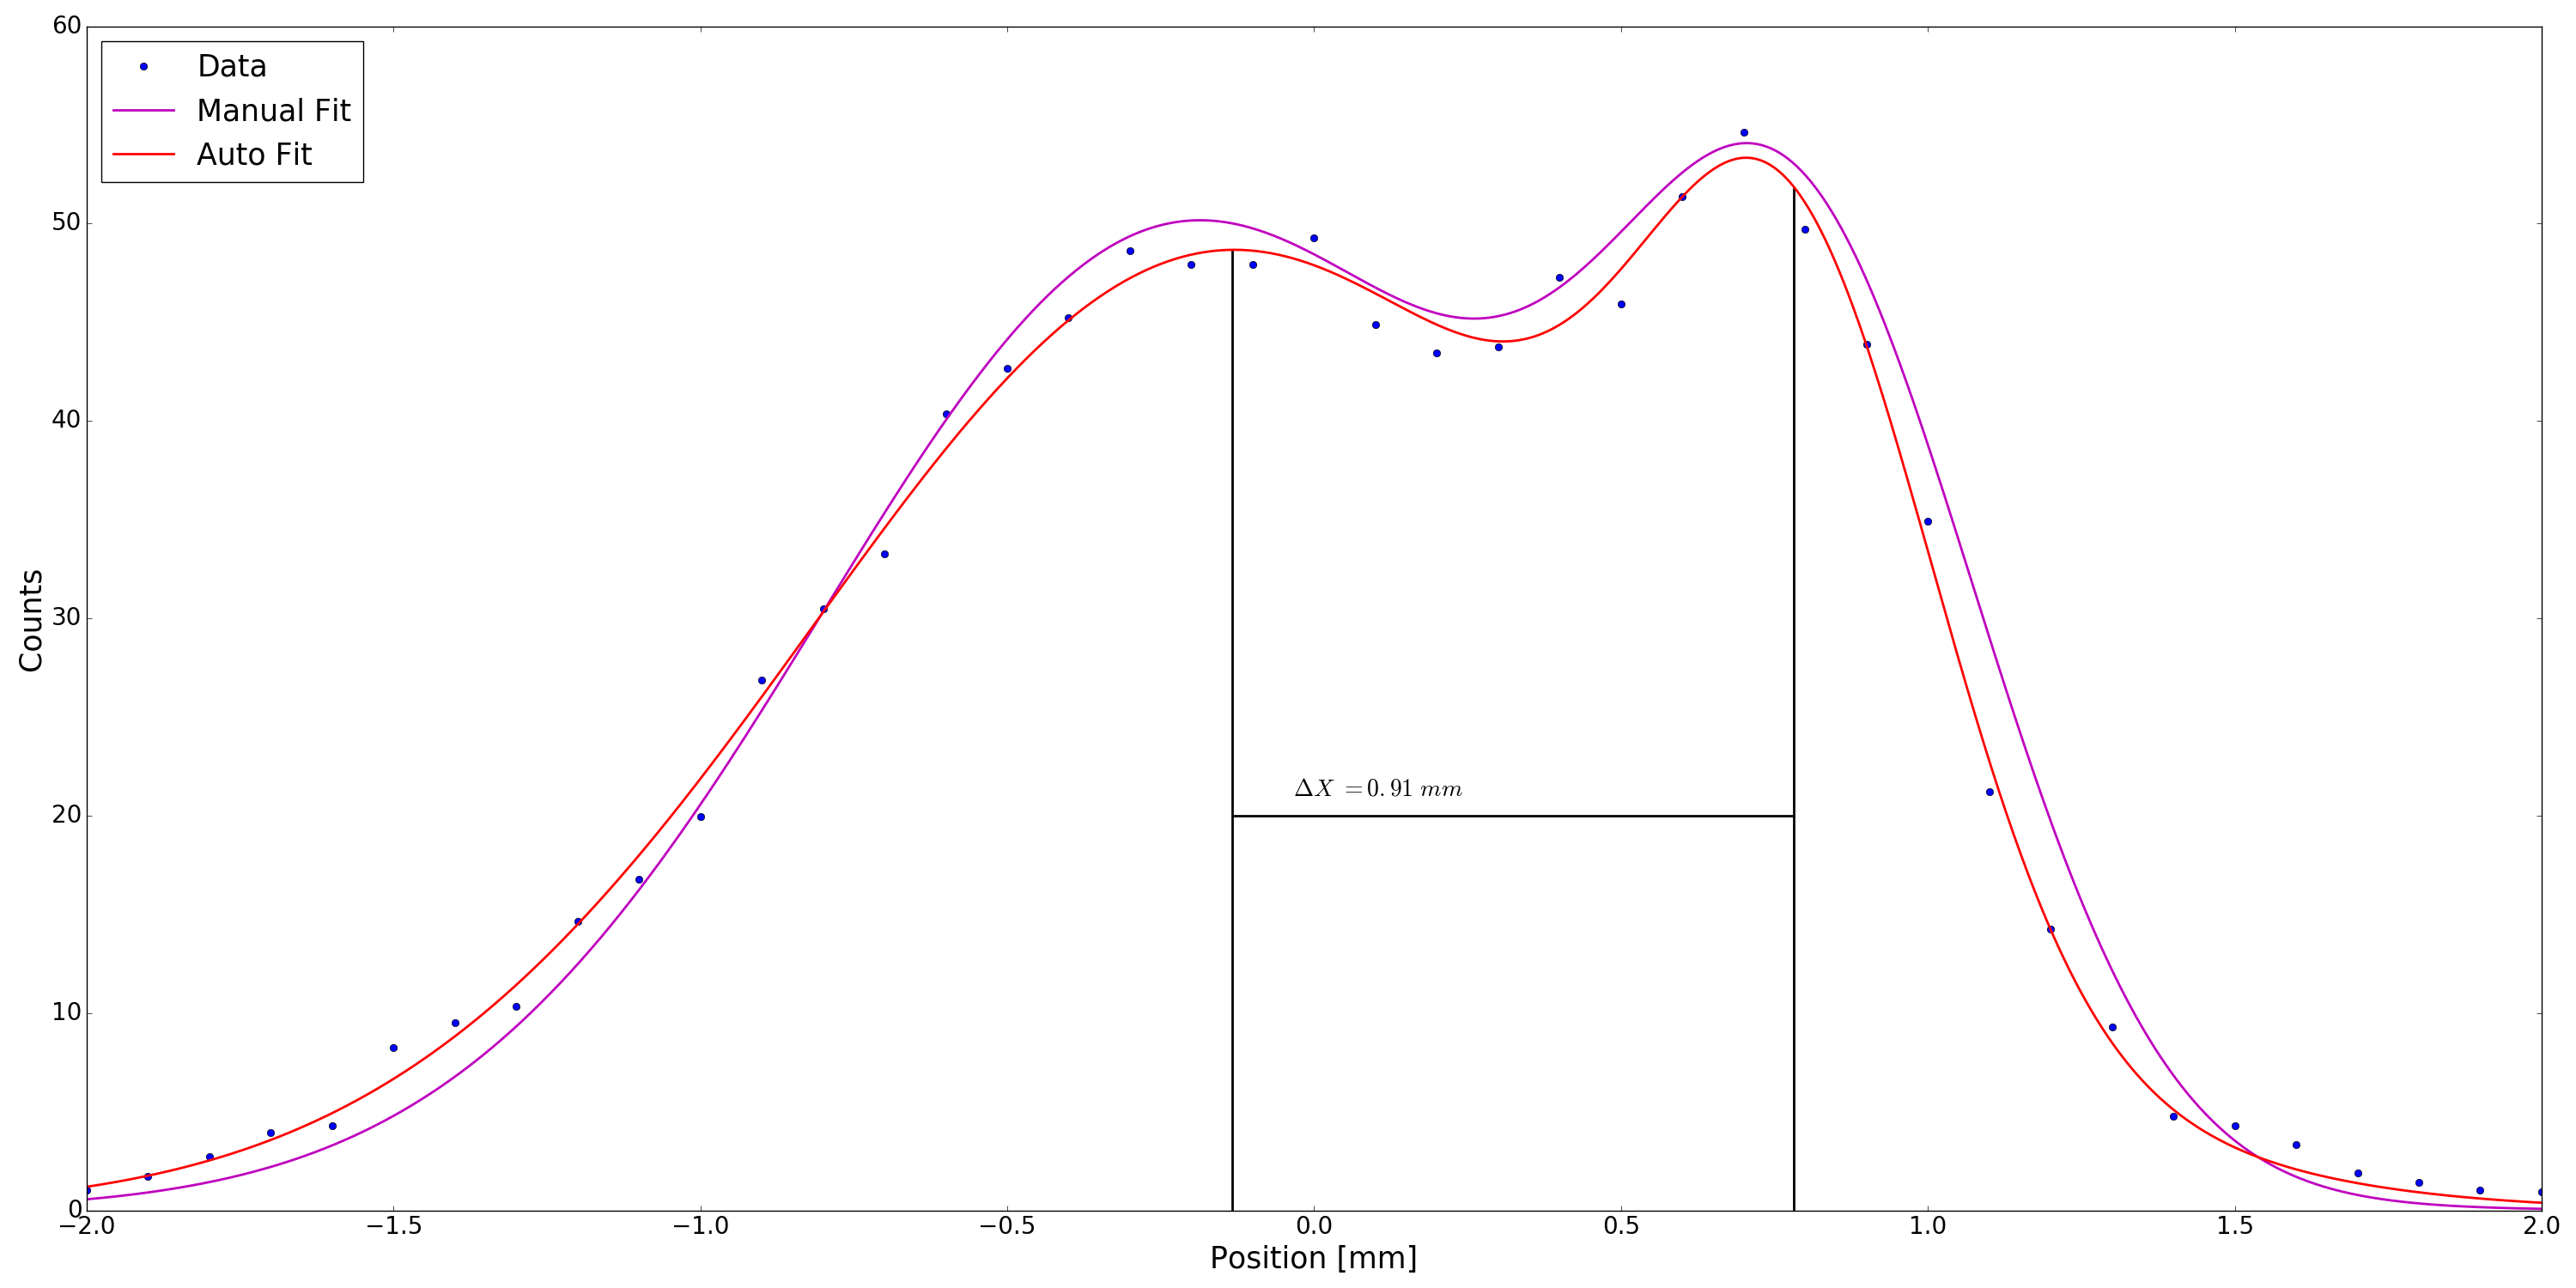 Data
Manual Fit
Auto Fit
60
50
40
30
20
10
0
Counts
ΔX = 0.91 mm
−2.0 −1.5 −1.0 −0.5 0.0 0.5 1.0 1.5 2.0
Position [mm]